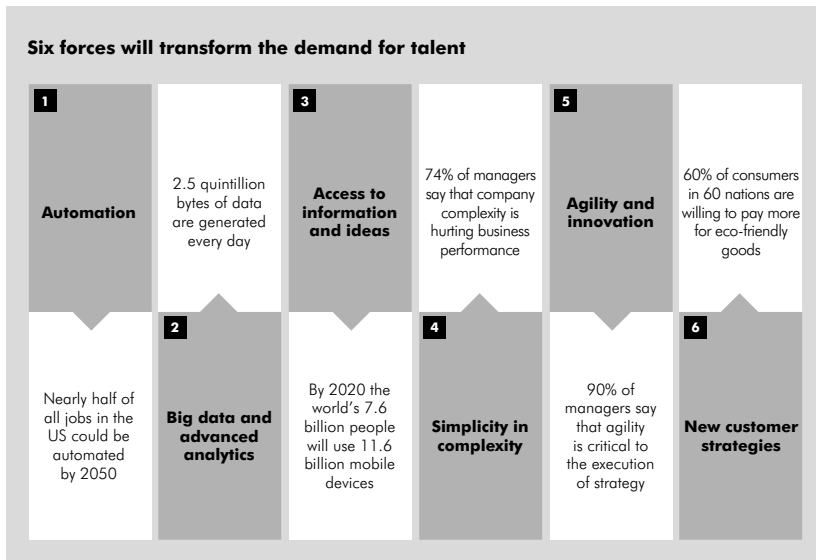 Six forces will transform the demand for talent
1
Automation
Nearly half of
all jobs in the
US could be
automated
by 2050
2.5 quintillion
bytes of data
are generated
every day
2
Big data and
advanced
analytics
3
Access to
information
and ideas
By 2020 the
world's 7.6
billion people
will use 11.6
billion mobile
devices
74% of managers
say that company
complexity is
hurting business
performance
4
Simplicity in
complexity
5
Agility and
innovation
90% of
managers say
that agility
is critical to
the execution
of strategy
60% of consumers
in 60 nations are
willing to pay more
for eco-friendly
goods
6
New customer
strategies